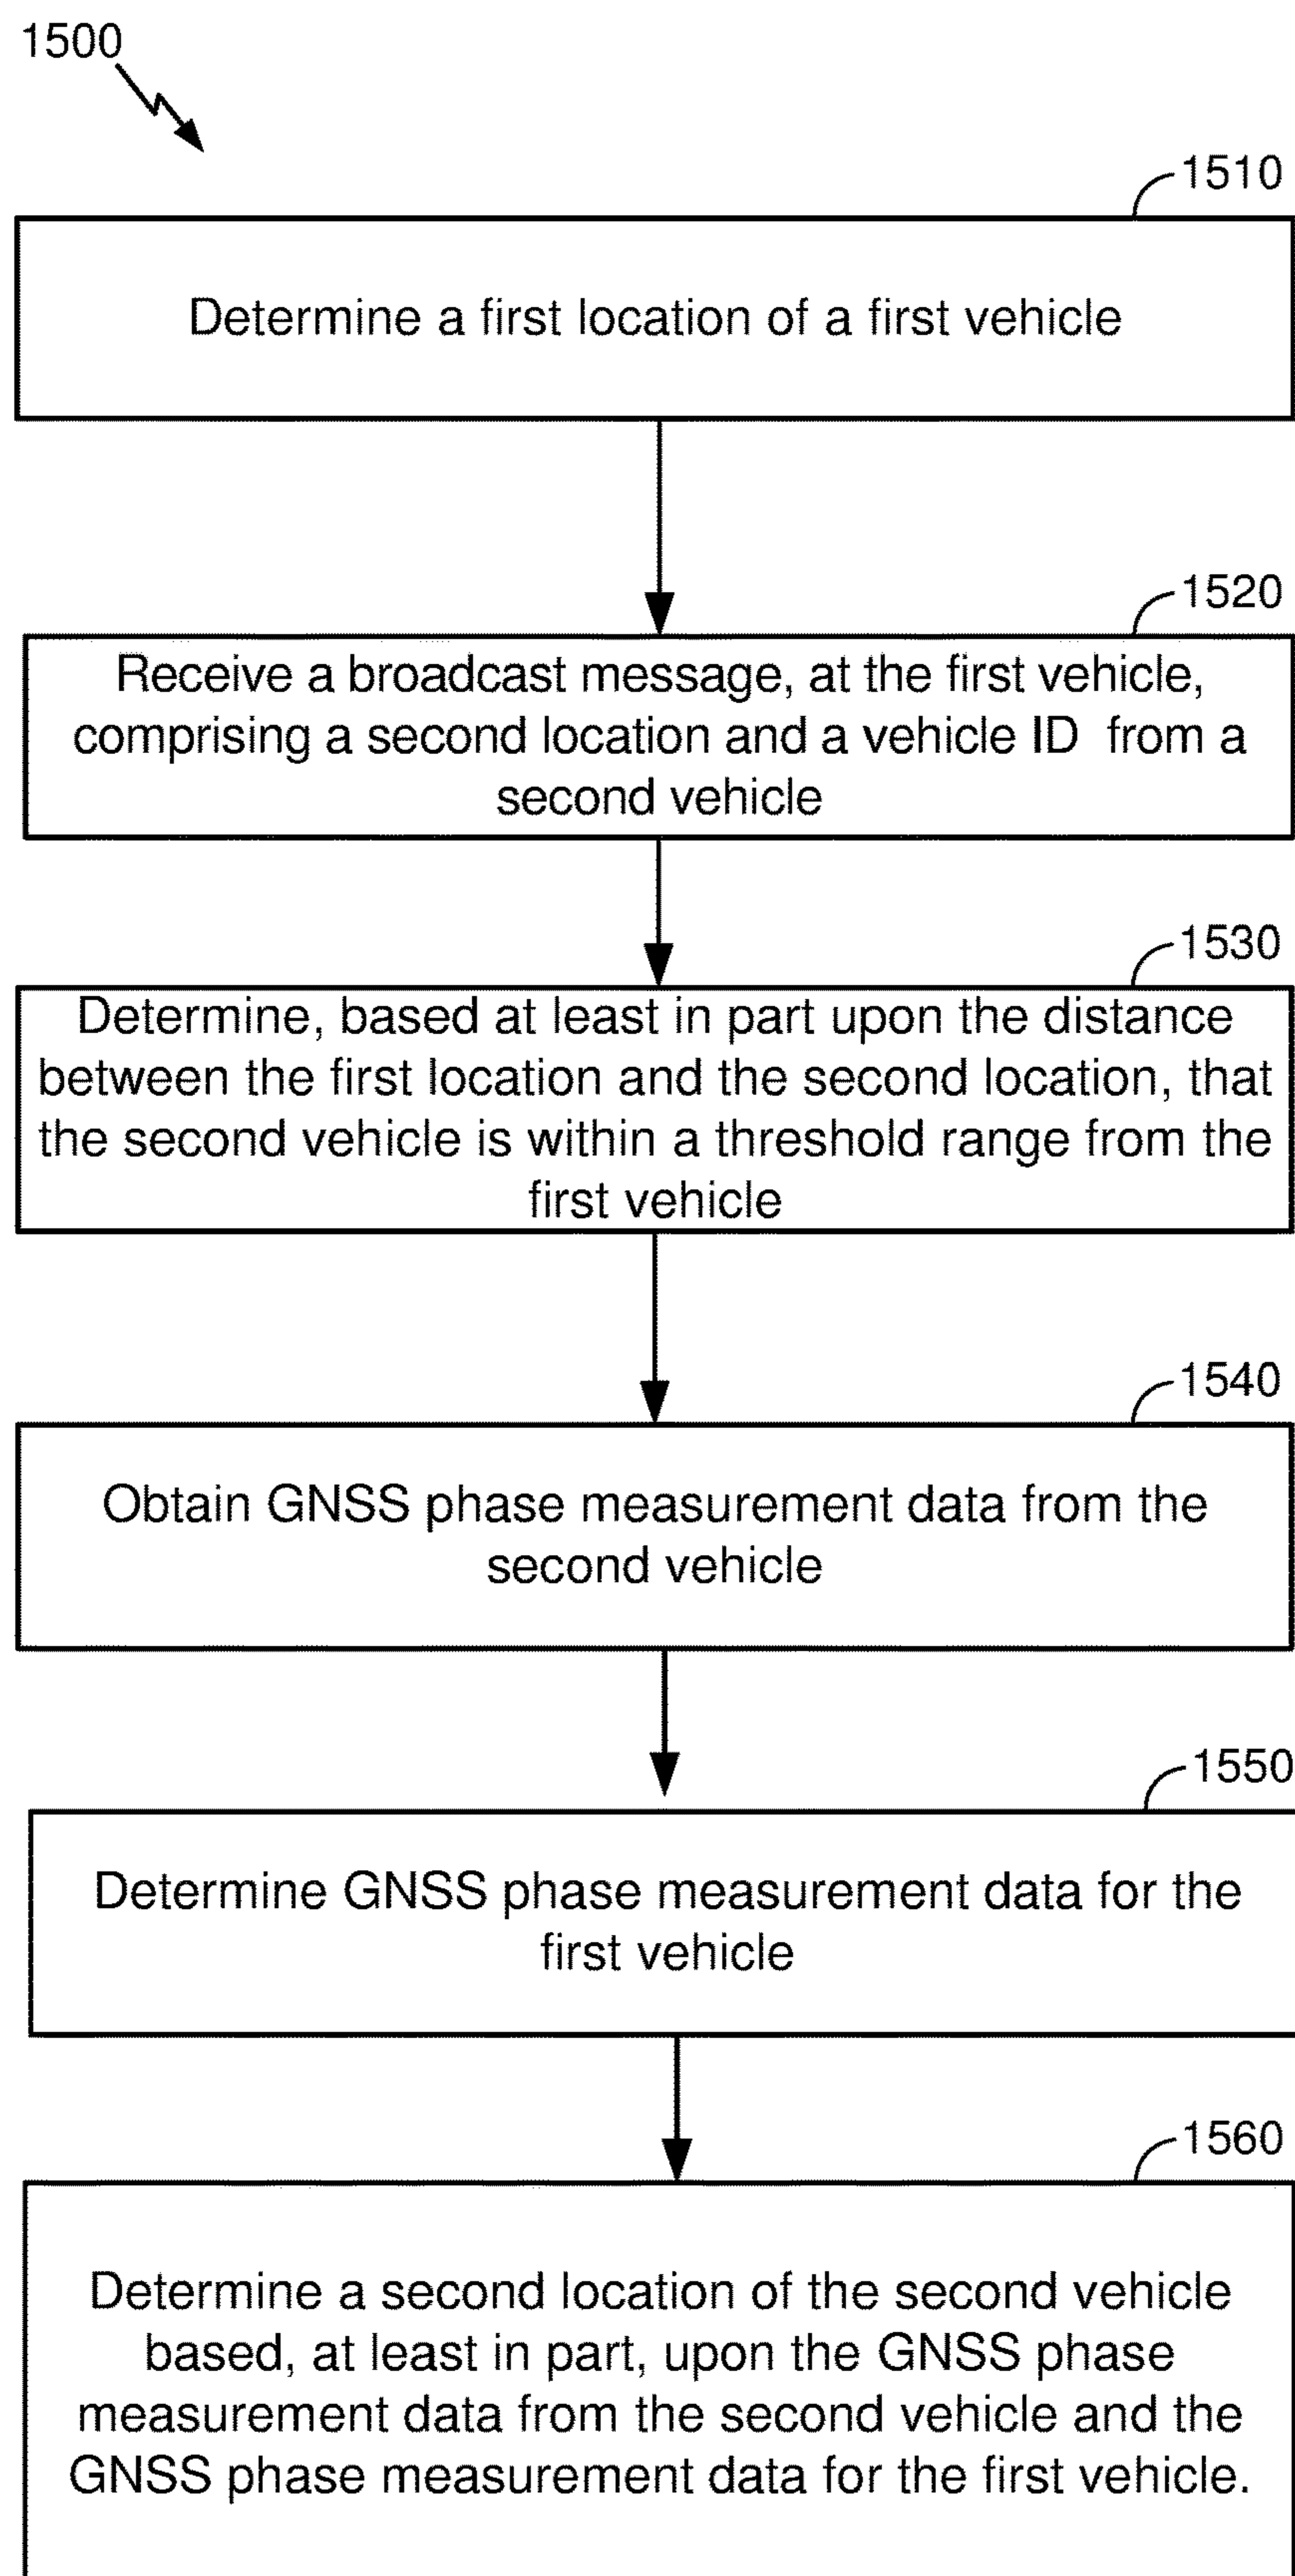 1500
1510
Determine a first location of a first vehicle
1520
Receive a broadcast message, at the first vehicle,
comprising a second location and a vehicle ID from a
second vehicle
1530
Determine, based at least in part upon the distance
between the first location and the second location, that
the second vehicle is within a threshold range from the
first vehicle
1540
Obtain GNSS phase measurement data from the
second vehicle
1550
Determine GNSS phase measurement data for the
first vehicle
1560
Determine a second location of the second vehicle
based, at least in part, upon the GNSS phase
measurement data from the second vehicle and the
GNSS phase measurement data for the first vehicle.